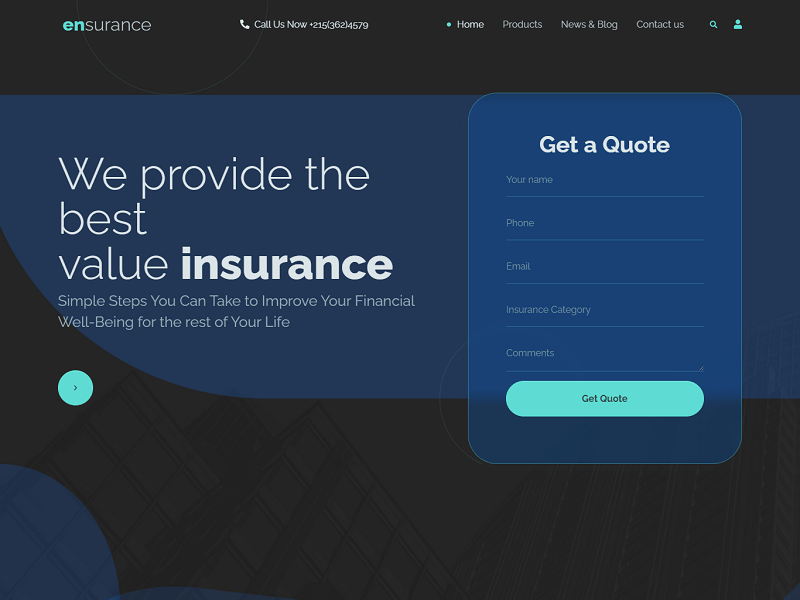 ensurance
Call Us Now +215(362)4579
Home
Products
News & Blog
Contact us
We provide the
best
value insurance
Simple Steps You Can Take to Improve Your Financial
Well-Being for the rest of Your Life
Get a Quote
Your name
Phone
Email
Insurance Category
Comments
Get Quote